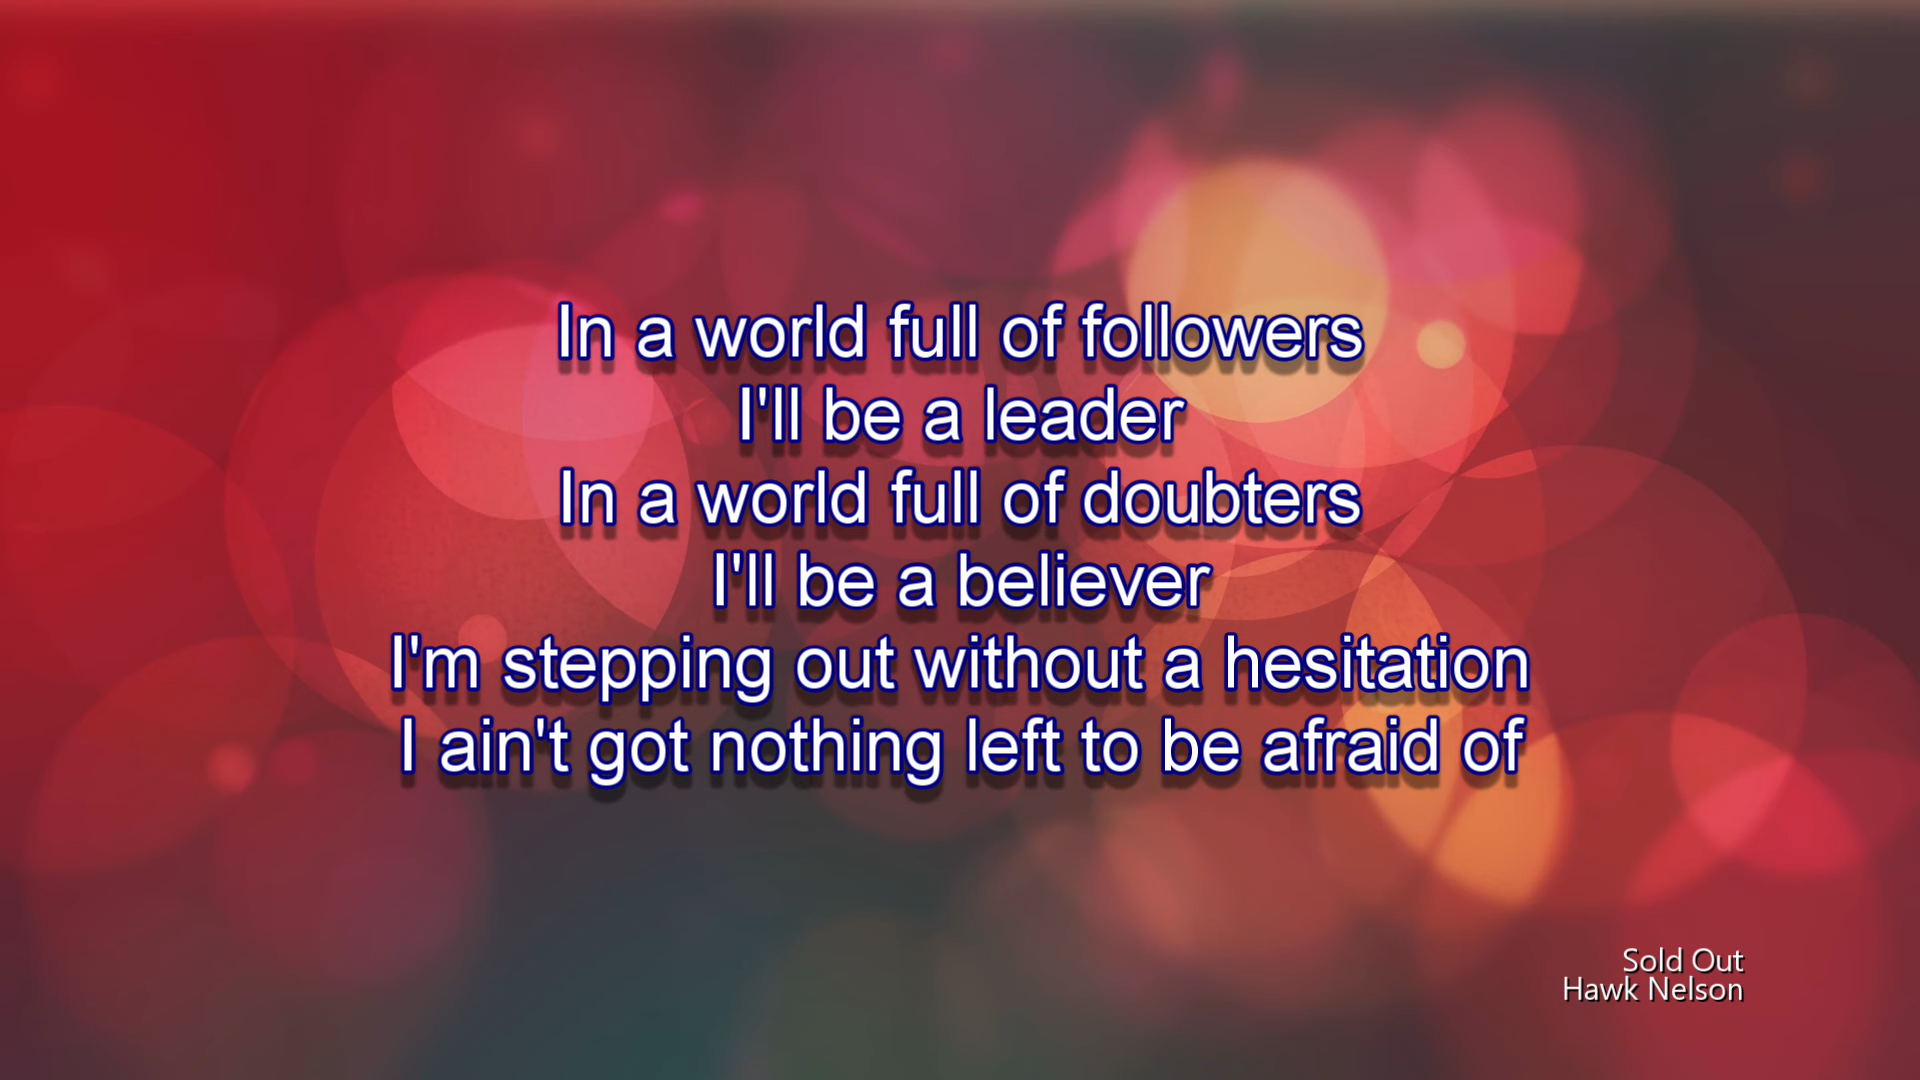 In a world full of followers
I'll be a leader
In a world full of doubters
I'll be a believer
I'm stepping out without a hesitation
I ain't got nothing left to be afraid of
Sold Out
Hawk Nelson